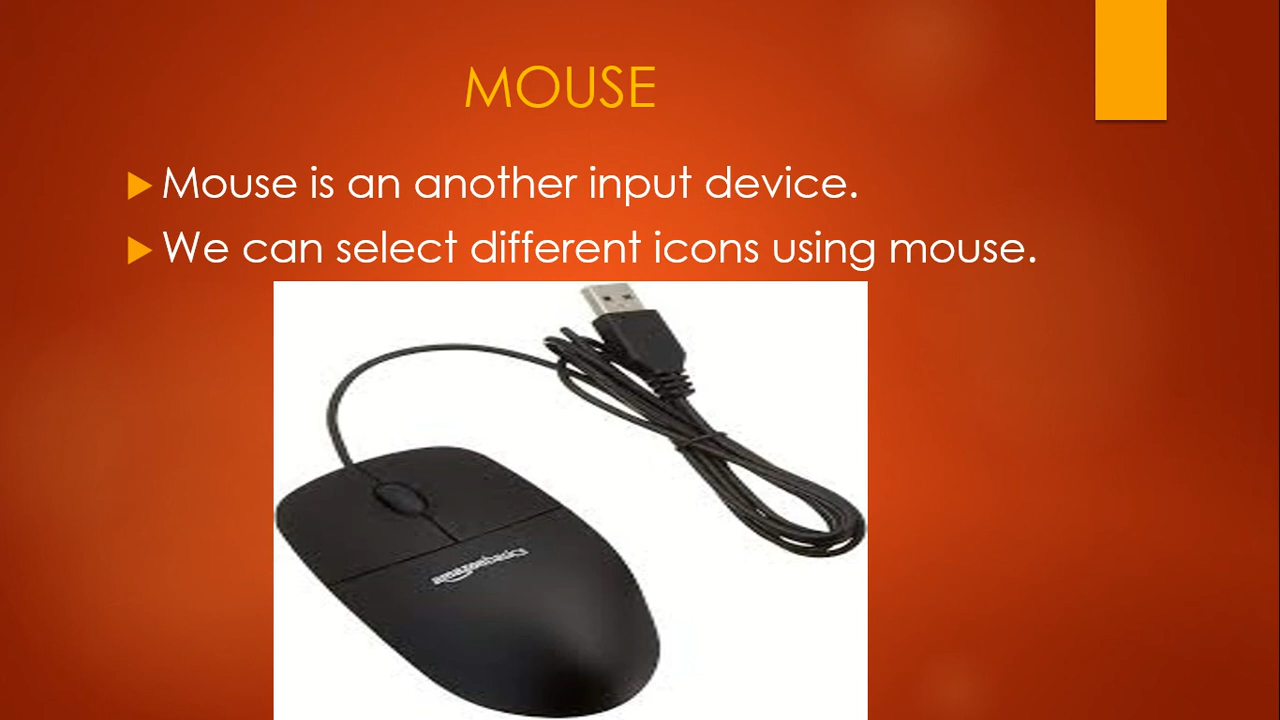 MOUSE
Mouse is an another input device.
We can select different icons using mouse.
amazonbasics